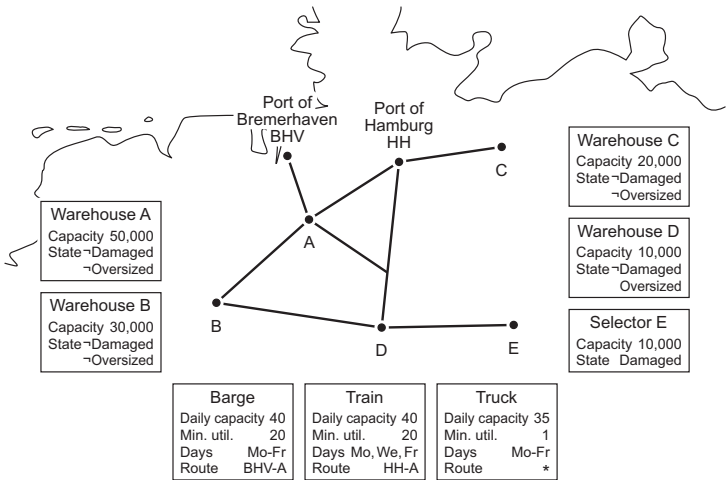 Port of
Bremerhaven
BHV
Port of
Hamburg
HH
C
A
B
D
E
Warehouse A
Capacity 50,000
State ¬Damaged
¬Oversized
Warehouse B
Capacity 30,000
State ¬Damaged
¬Oversized
Warehouse C
Capacity 20,000
State ¬Damaged
¬Oversized
Warehouse D
Capacity 10,000
State ¬Damaged
Oversized
Selector E
Capacity 10,000
State Damaged
Barge
Daily capacity 40
Min. util. 20
Days Mo-Fr
Route BHV-A
Train
Daily capacity 40
Min. util. 20
Days Mo, We, Fr
Route HH-A
Truck
Daily capacity 35
Min. util. 1
Days Mo-Fr
Route *